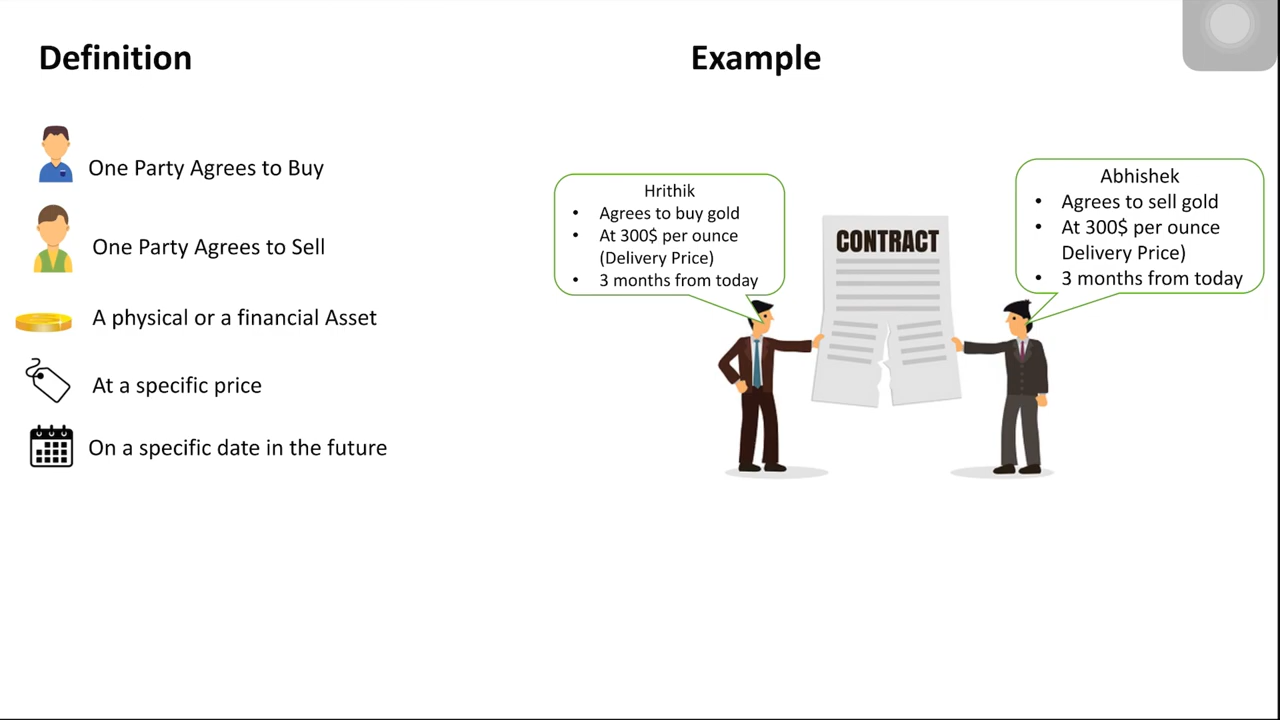 Definition
One Party Agrees to Buy
One Party Agrees to Sell
A physical or a financial Asset
At a specific price
On a specific date in the future
Example
Hrithik
• Agrees to buy gold
• At 300$ per ounce
(Delivery Price)
• 3 months from today
CONTRACT
Abhishek
• Agrees to sell gold
• At 300$ per ounce
Delivery Price)
• 3 months from today